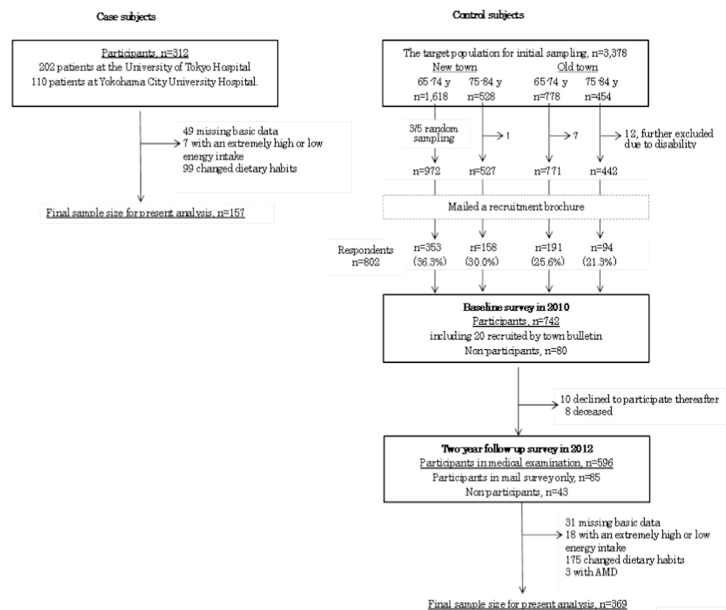 Case subjects
Participants, n=312
202 patients at the University of Tokyo Hospital
110 patients at Yokohama City University Hospital.
49 missing basic data
7 with an extremely high or low
energy intake
99 changed dietary habits
Final sample size for present analysis, n=157
Control subjects
The target population for initial sampling, n=3,378
New town Old town
65-74 y 75-84 y 65-74 y 75-84 y
n=1,618 n=528 n=778 n=454
3/5 random
sampling
1
7
12, further excluded
due to disability
n=972 n=527 n=771 n=442
Mailed a recruitment brochure
Respondents
n=802
n=353 n=158 n=191 n=94
(36.3%) (30.0%) (25.6%) (21.3%)
Baseline survey in 2010
Participants, n=742
including 20 recruited by town bulletin
Nonparticipants, n=80
10 declined to participate thereafter
8 deceased
Two-year follow-up survey in 2012
Participants in medical examination, n=596
Participants in mail survey only, n=85
Nonparticipants, n=43
31 missing basic data
18 with an extremely high or low
energy intake
175 changed dietary habits
3 with AMD
Final sample size for present analysis, n=369